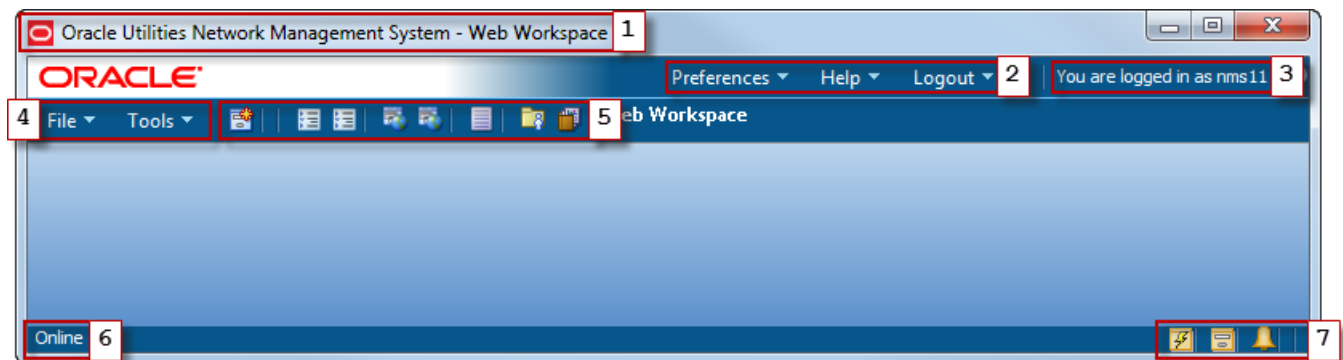 Oracle Utilities Network Management System - Web Workspace 1
ORACLE
Preferences Help Logout 2 You are logged in as nms11 3
4 File Tools 5 eb Workspace
Online 6 7